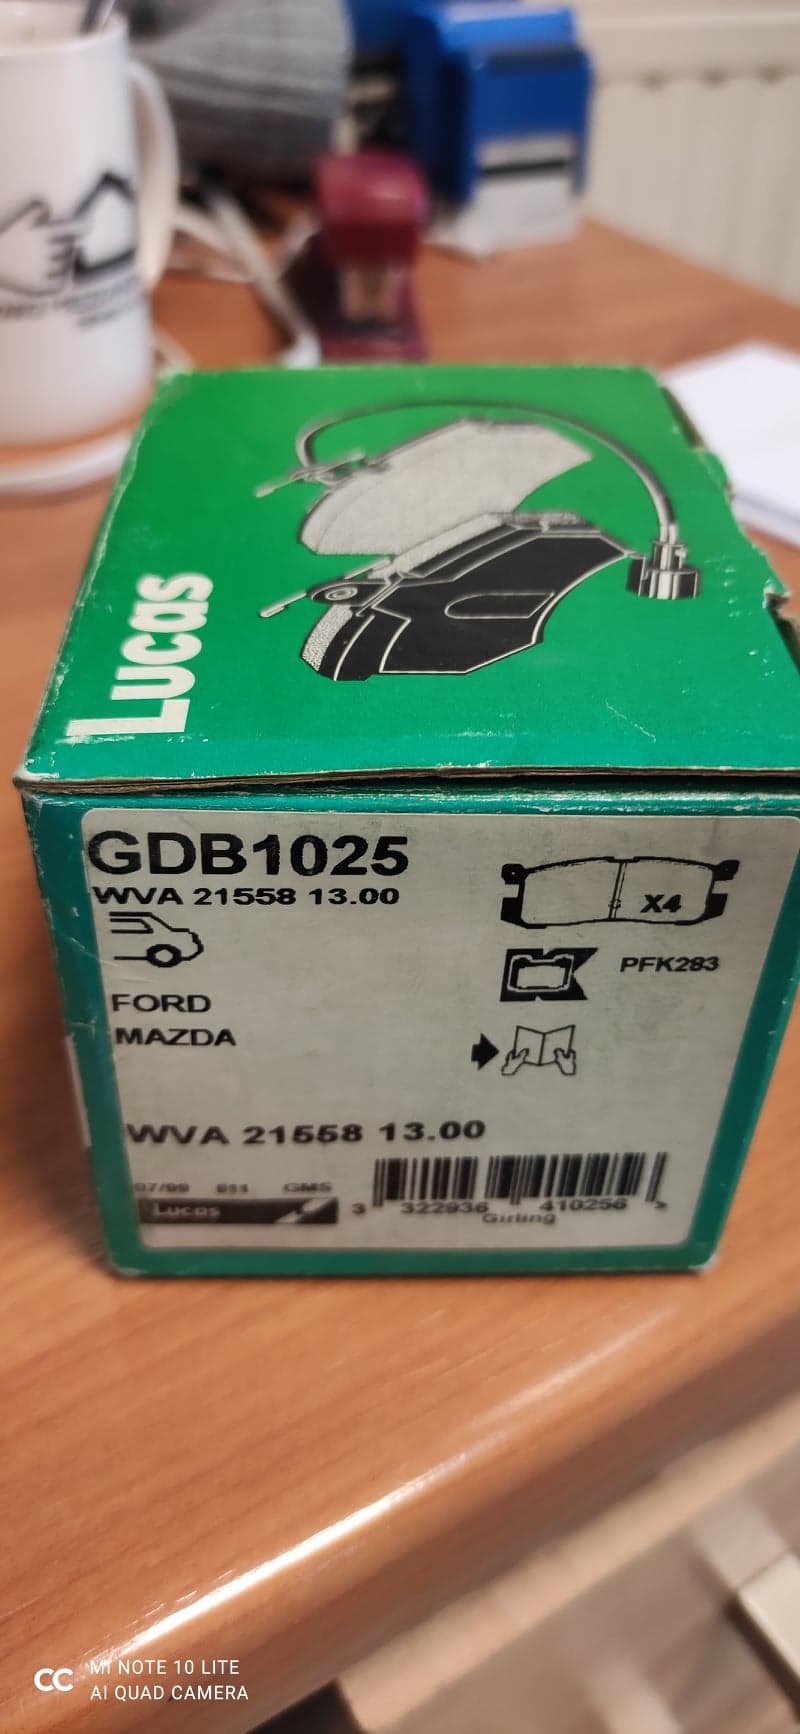 Lucas
GDB1025
WVA 21558 13.00
X4
PFK283
FORD
MAZDA
WVA 21558 13.00
07/99 GMS
Lucas
3 322936 410256 >
Girling
MI NOTE 10 LITE
AI QUAD CAMERA